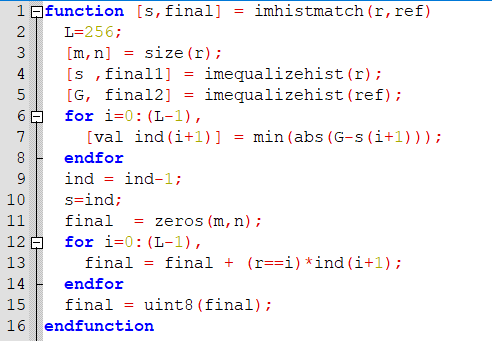 1 function [s,final] = imhistmatch(r,ref)
2 L=256;
3 [m,n] = size(r);
4 [s ,final1] = imequalizehist(r);
5 [G, final2] = imequalizehist(ref);
6 for i=0:(L-1),
7 [val ind(i+1)] = min(abs(G-s(i+1)));
8 endfor
9 ind = ind-1;
10 s=ind;
11 final = zeros(m,n);
12 for i=0:(L-1),
13 final = final + (r==i)*ind(i+1);
14 endfor
15 final = uint8(final);
16 endfunction